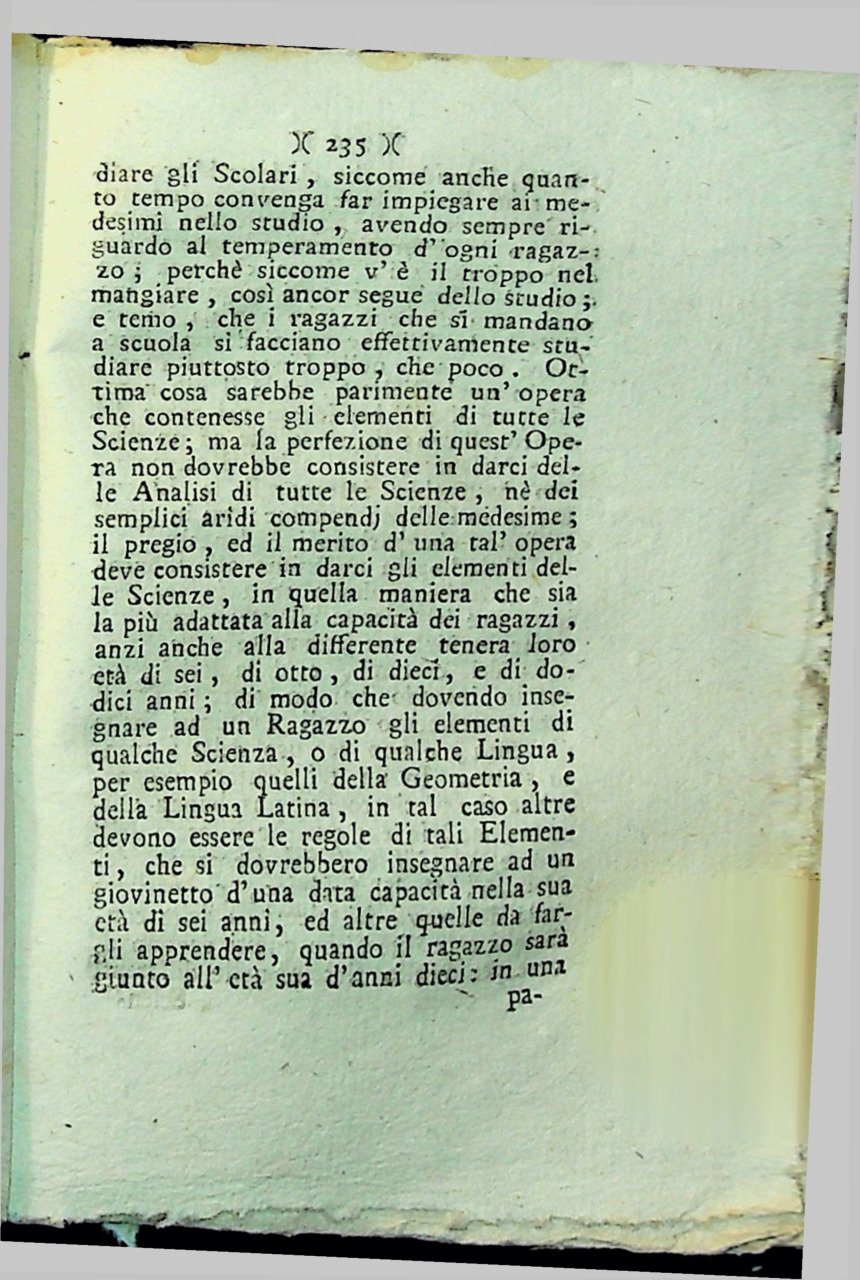 )( 235 )(
diare gli Scolari, siccome anche quan-
to tempo convenga far impiegare ai me-
desimi nello studio, avendo sempre ri-
guardo al temperamento d' ogni ragaz-
zo; perchè siccome v' è il troppo nel
mangiare, così ancor segue dello studio;
e temo, che i ragazzi che si mandano
a scuola si facciano effettivamente stu-
diare piuttosto troppo, che poco. Ot-
tima cosa sarebbe parimente un' opera
che contenesse gli elementi di tutte le
Scienze; ma la perfezione di quest' Ope-
ra non dovrebbe consistere in darci del-
le Analisi di tutte le Scienze, nè dei
semplici aridi compendj delle medesime;
il pregio, ed il merito d' una tal' opera
deve consistere in darci gli elementi del-
le Scienze, in quella maniera che sia
la più adattata alla capacità dei ragazzi,
anzi anche alla differente tenera loro
età di sei, di otto, di dieci, e di do-
dici anni; di modo che dovendo inse-
gnare ad un Ragazzo gli elementi di
qualche Scienza, o di qualche Lingua,
per esempio quelli della Geometria, e
della Lingua Latina, in tal caso altre
devono essere le regole di tali Elemen-
ti, che si dovrebbero insegnare ad un
giovinetto d' una data capacità nella sua
età di sei anni, ed altre quelle da far-
gli apprendere, quando il ragazzo sarà
giunto all' età sua d'anni dieci: in una
pa-